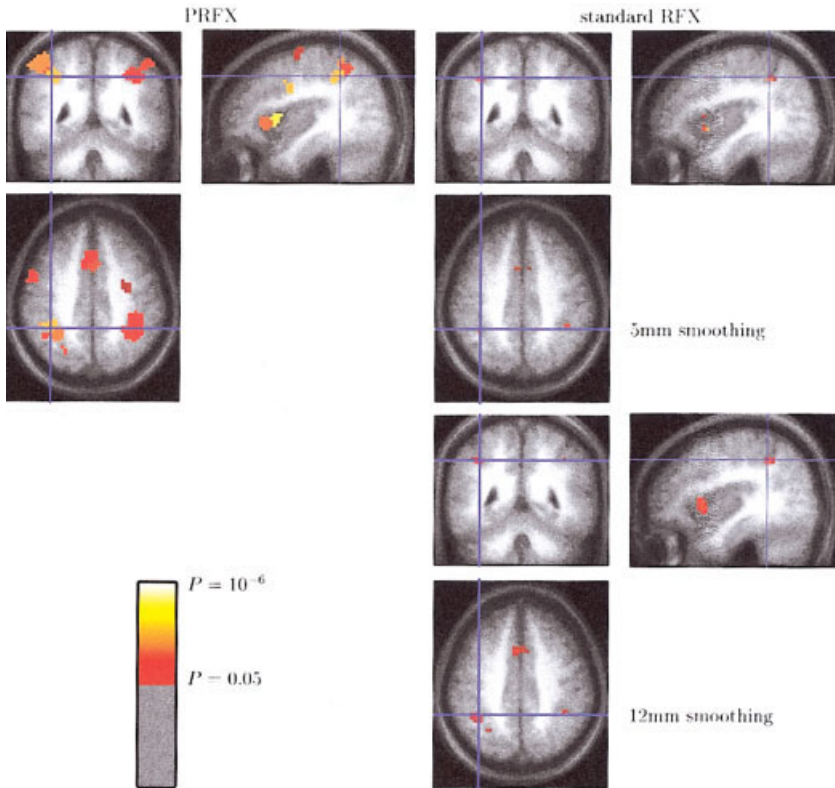 PRFX
standard RFX
5mm smoothing
P = 10⁻⁶
P = 0.05
12mm smoothing